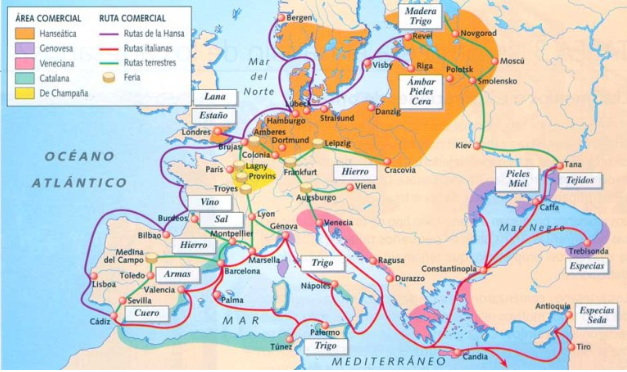 ÁREA COMERCIAL
Hanseática
Genovesa
Veneciana
Catalana
De Champaña
RUTA COMERCIAL
Rutas de la Hansa
Rutas italianas
Rutas terrestres
Feria
Bergen
Madera
Trigo
Revel
Novgorod
Mar
del
Norte
Visby
Riga
Moscú
Polotsk
Smolensko
Ámbar
Pieles
Cera
Lana
Estaño
Londres
Lübeck
Hamburgo
Stralsund
Danzig
Amberes
Brujas
Dortmund
Leipzig
Colonia
Kiev
OCÉANO
ATLÁNTICO
París
Lagny
Provins
Frankfurt
Hierro
Cracovia
Tana
Troyes
Augsburgo
Viena
Pieles
Miel
Tejidos
Vino
Caffa
Burdeos
Sal
Lyon
Venecia
Mar Negro
Bilbao
Montpellier
Génova
Hierro
Trebisonda
Medina
del Campo
Marsella
Trigo
Ragusa
Constantinopla
Especias
Toledo
Armas
Barcelona
Durazzo
Lisboa
Valencia
Nápoles
Sevilla
Palma
Antioquía
Especias
Seda
Cádiz
Cuero
MAR
Palermo
Túnez
Trigo
MEDITERRÁNEO
Candia
Tiro